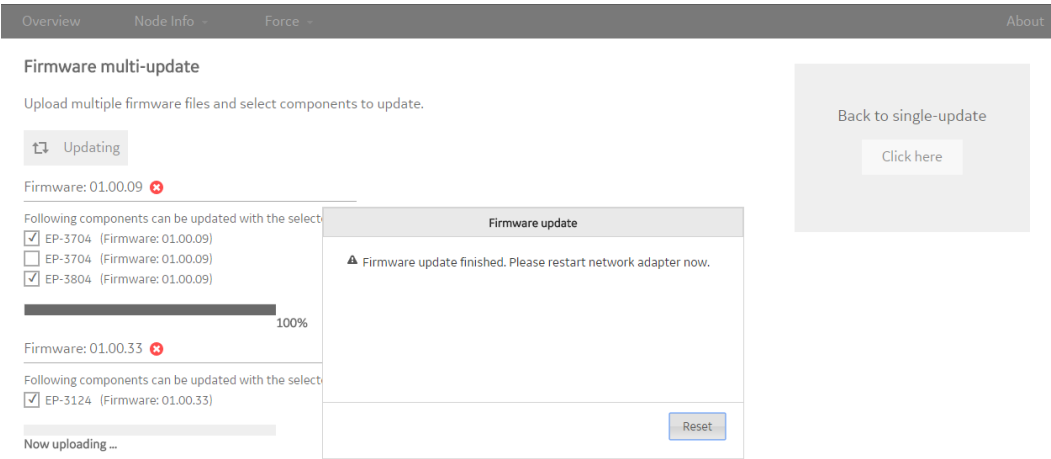 Overview Node Info Force About
Firmware multi-update
Upload multiple firmware files and select components to update.
Back to single-update
Click here
Updating
Firmware: 01.00.09
Following components can be updated with the selecte
EP-3704 (Firmware: 01.00.09)
EP-3704 (Firmware: 01.00.09)
EP-3804 (Firmware: 01.00.09)
100%
Firmware: 01.00.33
Following components can be updated with the selecte
EP-3124 (Firmware: 01.00.33)
Now uploading ...
Firmware update
Firmware update finished. Please restart network adapter now.
Reset